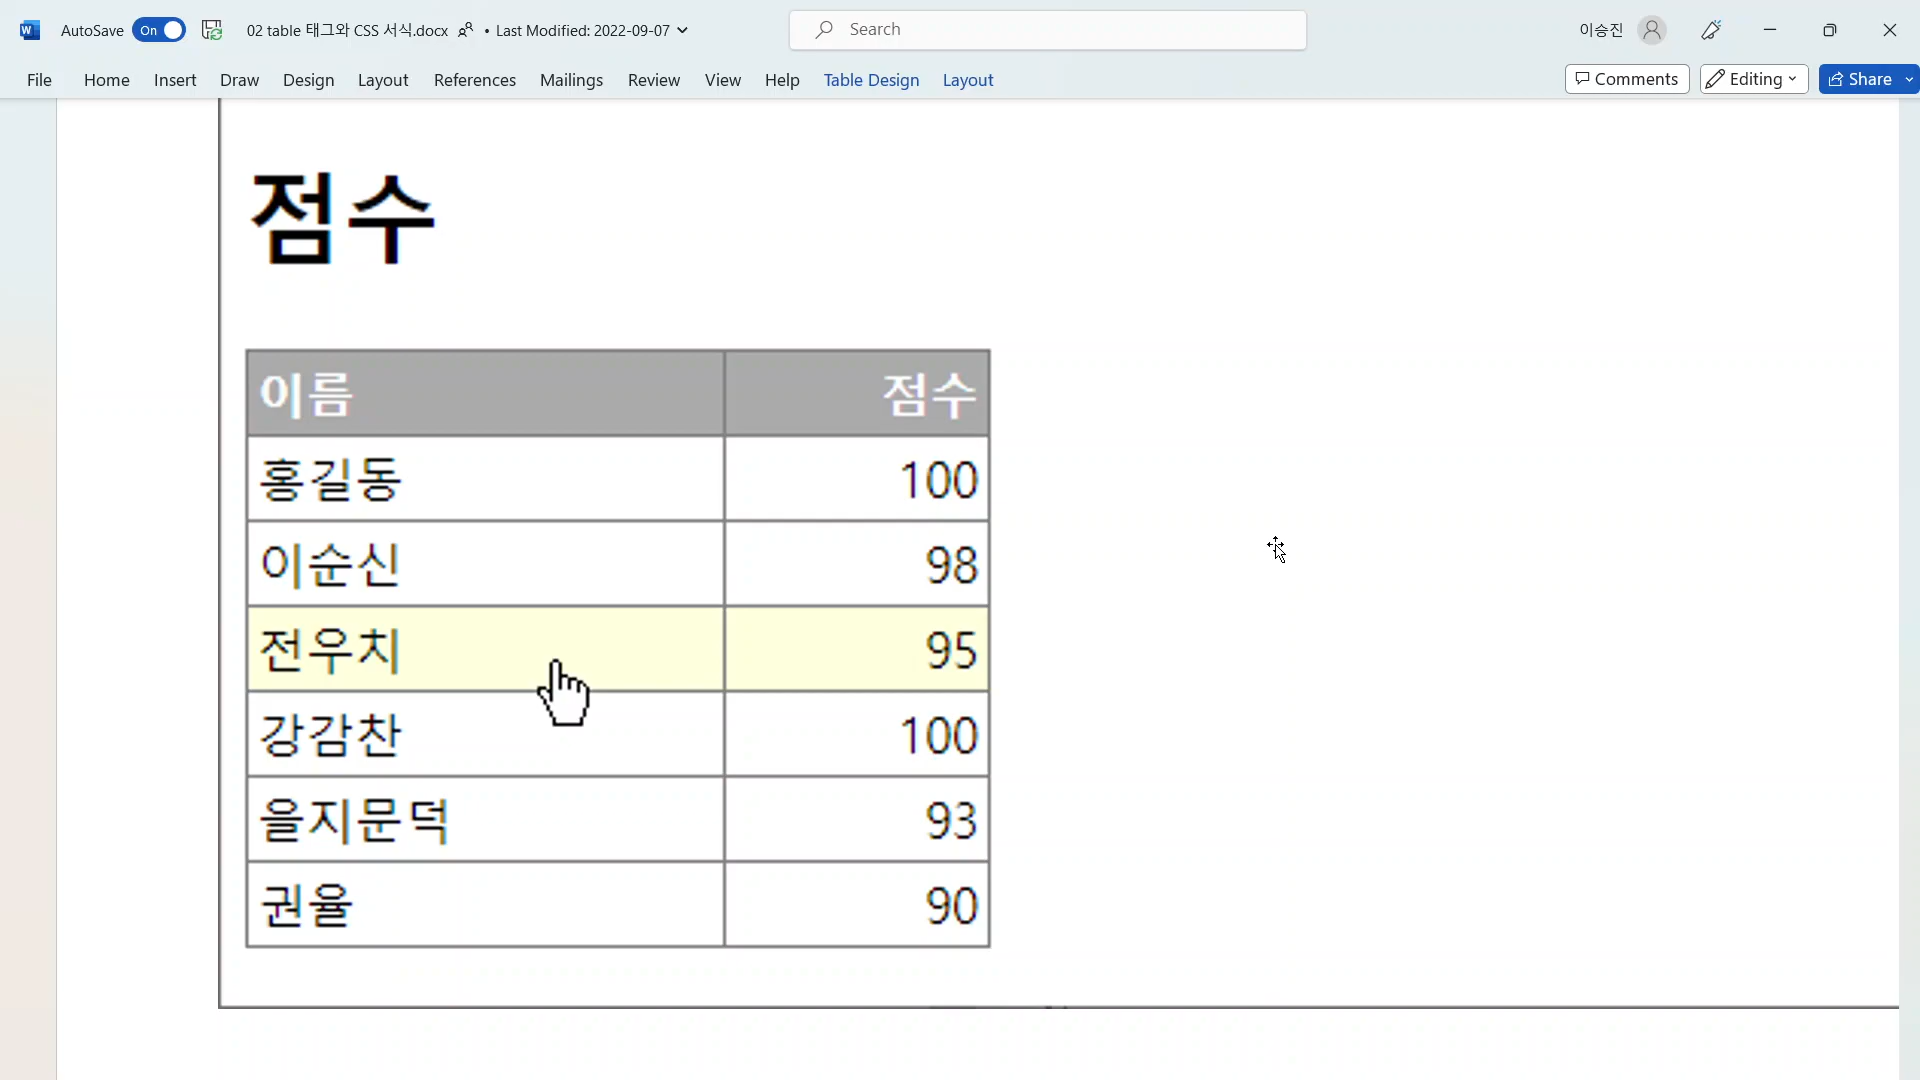 AutoSave On 02 table 태그와 CSS 서식.docx • Last Modified: 2022-09-07 Search 이승진
File Home Insert Draw Design Layout References Mailings Review View Help Table Design Layout Comments Editing Share
점수
이름 점수
홍길동 100
이순신 98
전우치 95
강감찬 100
을지문덕 93
권율 90